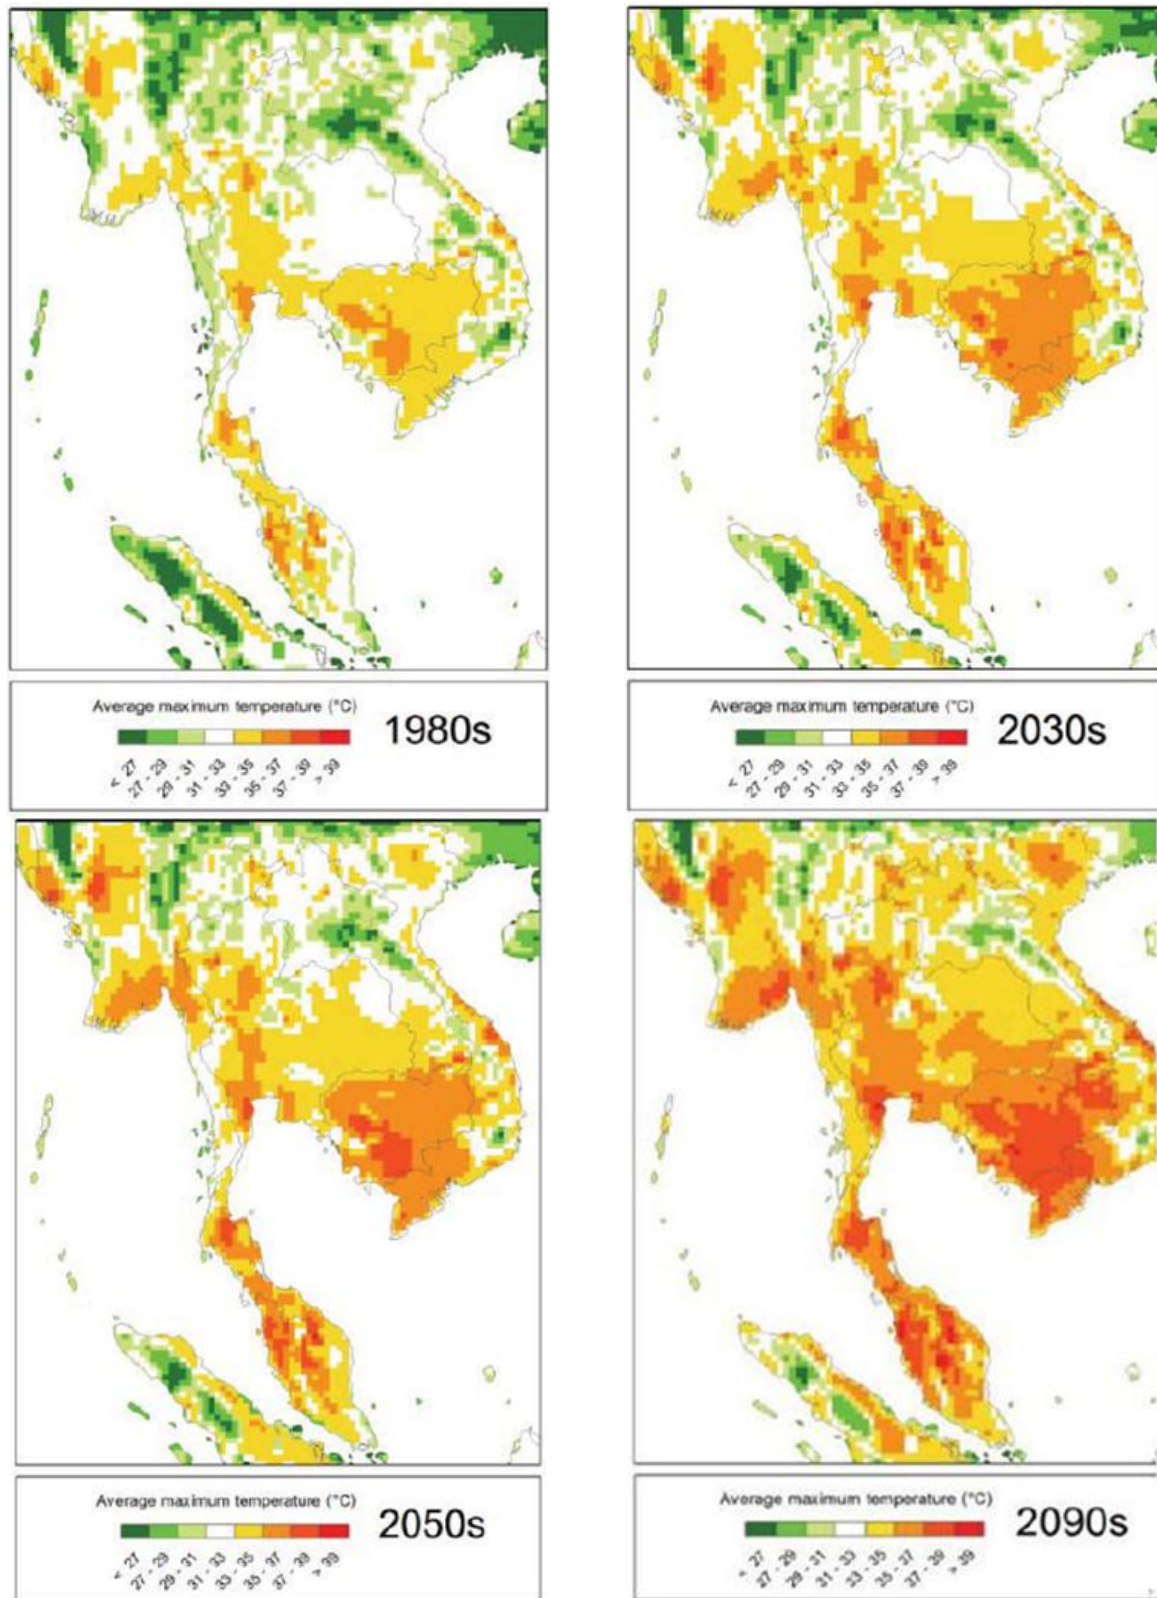 Average maximum temperature (°C)
1980s
< 27
27 - 29
29 - 31
31 - 33
33 - 35
35 - 37
37 - 39
> 39
Average maximum temperature (°C)
2030s
< 27
27 - 29
29 - 31
31 - 33
33 - 35
35 - 37
37 - 39
> 39
Average maximum temperature (°C)
2050s
< 27
27 - 29
29 - 31
31 - 33
33 - 35
35 - 37
37 - 39
> 39
Average maximum temperature (°C)
2090s
< 27
27 - 29
29 - 31
31 - 33
33 - 35
35 - 37
37 - 39
> 39